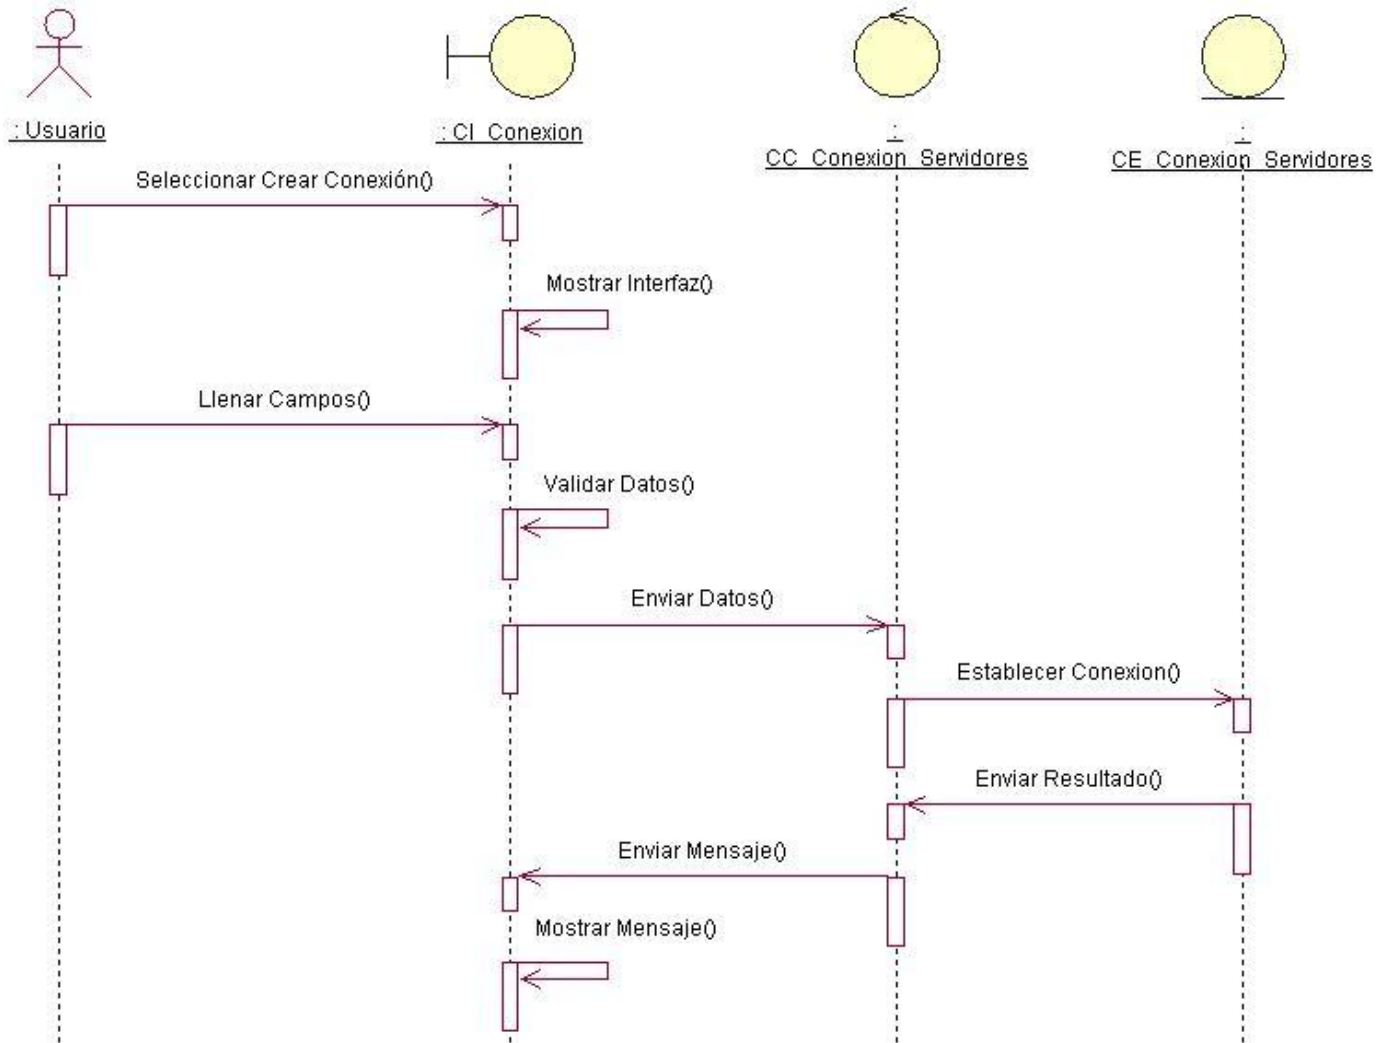 : Usuario
: CI_Conexion
:
CC_Conexion_Servidores
:
CE_Conexion_Servidores
Seleccionar Crear Conexión()
Mostrar Interfaz()
Llenar Campos()
Validar Datos()
Enviar Datos()
Establecer Conexion()
Enviar Resultado()
Enviar Mensaje()
Mostrar Mensaje()